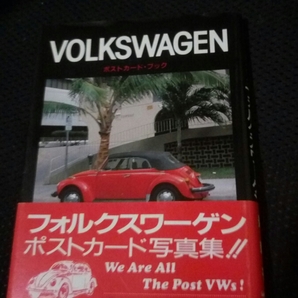 VOLKSWAGEN
ポストカード・ブック
フォルクスワーゲン
ポストカード写真集!!
We Are All
The Post VWs!